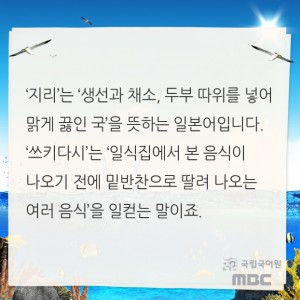 ‘지리’는 ‘생선과 채소, 두부 따위를 넣어
맑게 끓인 국’을 뜻하는 일본어입니다.
‘쓰키다시’는 ‘일식집에서 본 음식이
나오기 전에 밑반찬으로 딸려 나오는
여러 음식’을 일컫는 말이죠.
국립국어원
MBC